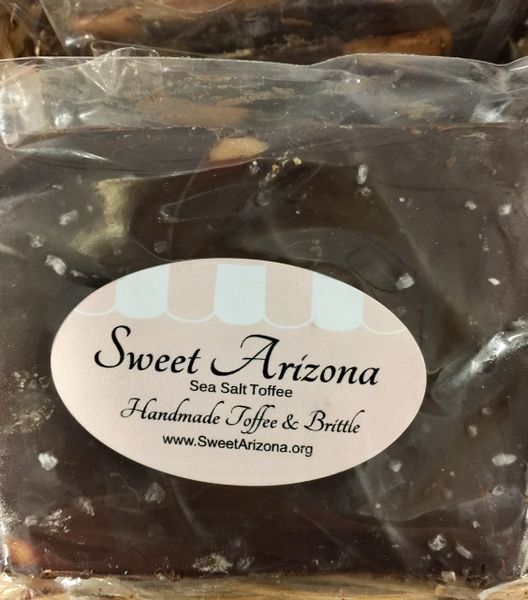 Sweet Arizona
Sea Salt Toffee
Handmade Toffee & Brittle
www.SweetArizona.org